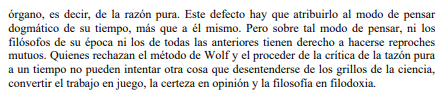 órgano, es decir, de la razón pura. Este defecto hay que atribuirlo al modo de pensar
dogmático de su tiempo, más que a él mismo. Pero sobre tal modo de pensar, ni los
filósofos de su época ni los de todas las anteriores tienen derecho a hacerse reproches
mutuos. Quienes rechazan el método de Wolf y el proceder de la crítica de la tazón pura
a un tiempo no pueden intentar otra cosa que desentenderse de los grillos de la ciencia,
convertir el trabajo en juego, la certeza en opinión y la filosofía en filodoxia.